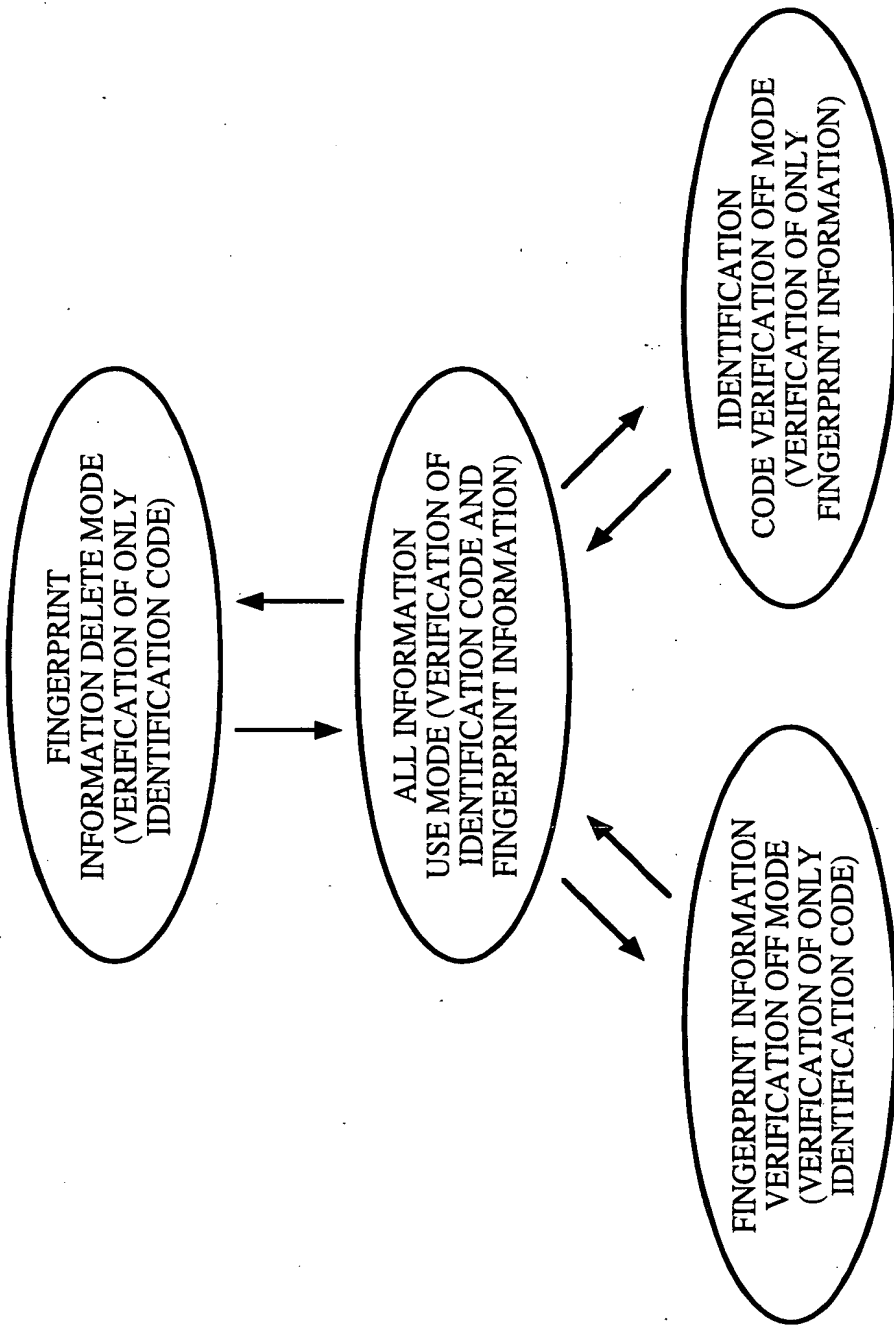 FINGERPRINT
INFORMATION DELETE MODE
(VERIFICATION OF ONLY
IDENTIFICATION CODE)
ALL INFORMATION
USE MODE (VERIFICATION OF
IDENTIFICATION CODE AND
FINGERPRINT INFORMATION)
FINGERPRINT INFORMATION
VERIFICATION OFF MODE
(VERIFICATION OF ONLY
IDENTIFICATION CODE)
IDENTIFICATION
CODE VERIFICATION OFF MODE
(VERIFICATION OF ONLY
FINGERPRINT INFORMATION)